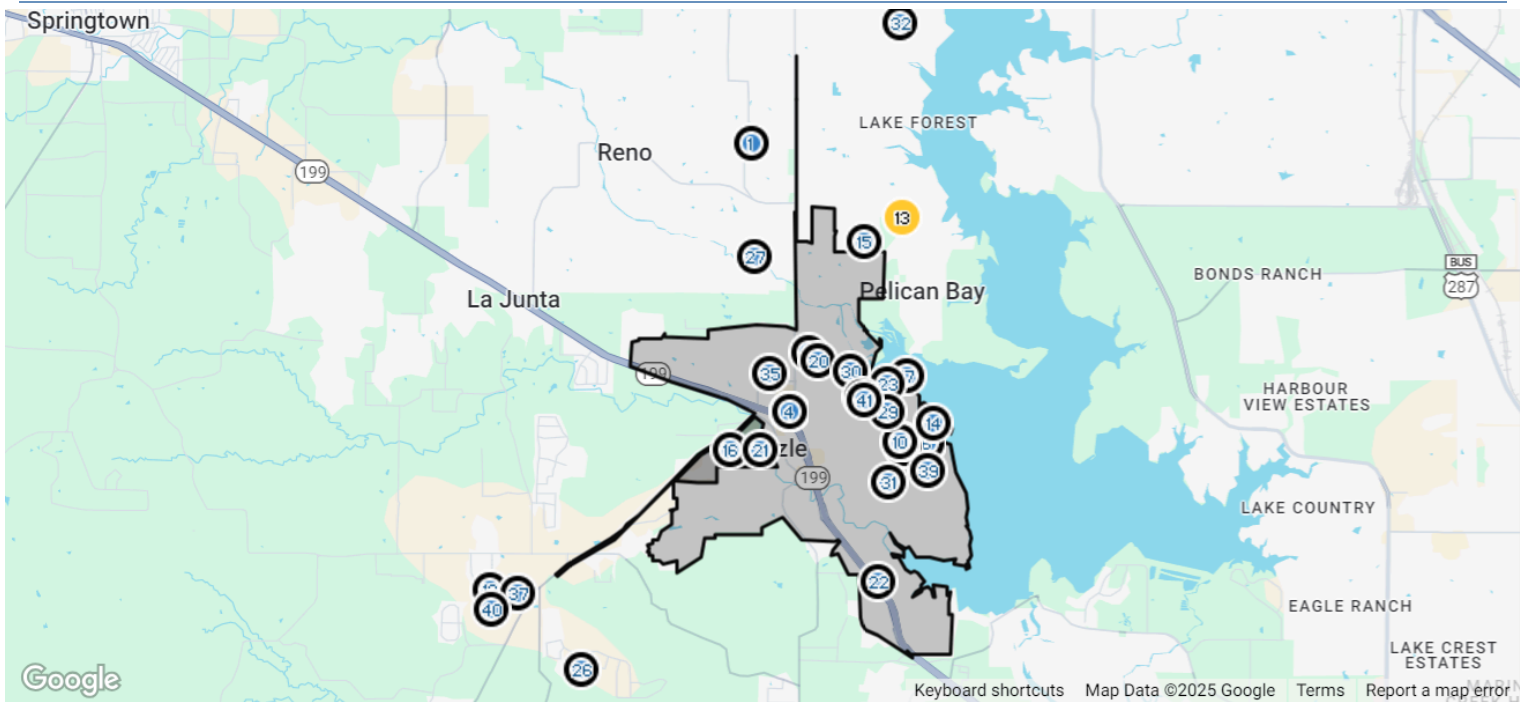 Springtown
32
LAKE FOREST
1
Reno
199
13
15
27
Pelican Bay
BONDS RANCH
BUS
287
La Junta
20
30
35
199
23
7
41
29
HARBOUR
VIEW ESTATES
4
14
10
16
21
zle
39
199
31
LAKE COUNTRY
22
37
40
EAGLE RANCH
LAKE CREST
ESTATES
26
Google
Keyboard shortcuts
Map Data ©2025 Google
Terms
Report a map error